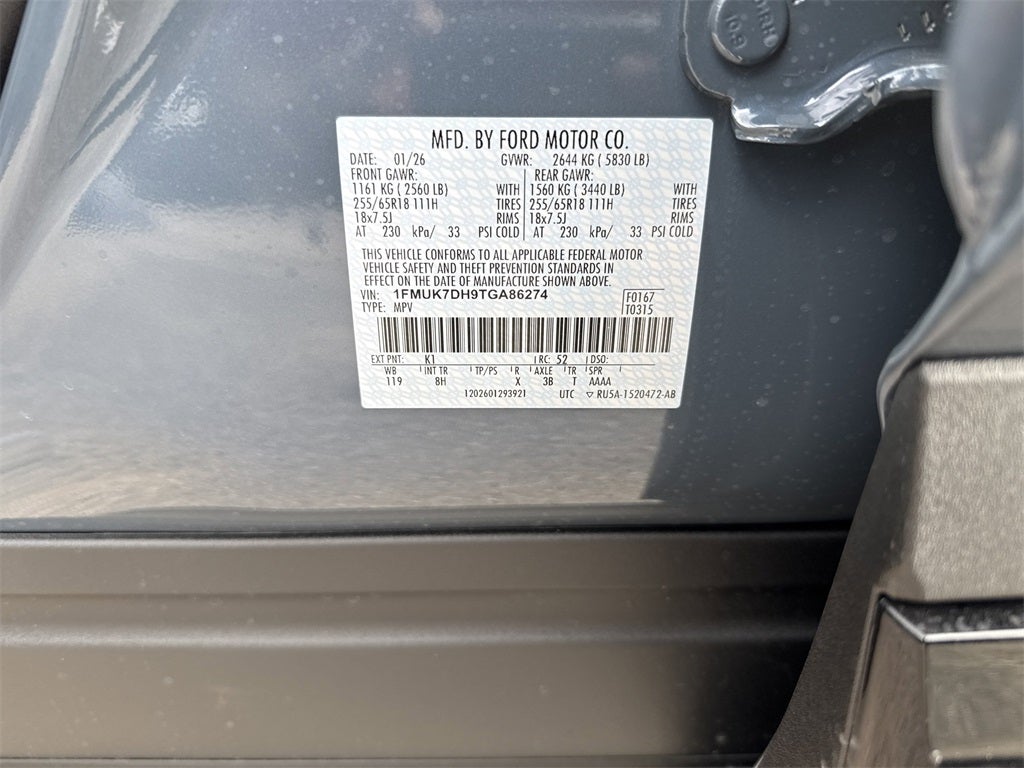 MFD. BY FORD MOTOR CO.
DATE: 01/26 GVWR: 2644 KG ( 5830 LB)
FRONT GAWR: REAR GAWR:
1161 KG ( 2560 LB) WITH 1560 KG ( 3440 LB) WITH
255/65R18 111H TIRES 255/65R18 111H TIRES
18x7.5J RIMS 18x7.5J RIMS
AT 230 kPa/ 33 PSI COLD AT 230 kPa/ 33 PSI COLD
THIS VEHICLE CONFORMS TO ALL APPLICABLE FEDERAL MOTOR
VEHICLE SAFETY AND THEFT PREVENTION STANDARDS IN
EFFECT ON THE DATE OF MANUFACTURE SHOWN ABOVE.
VIN: 1FMUK7DH9TGA86274 F0167
TYPE: MPV T0315
EXT PNT: K1 RC: 52 DSO:
WB INT TR TP/PS R AXLE TR SPR
119 8H X 3B T AAAA
1202601293921 UTC ▽ RU5A-1520472-AB
10.9